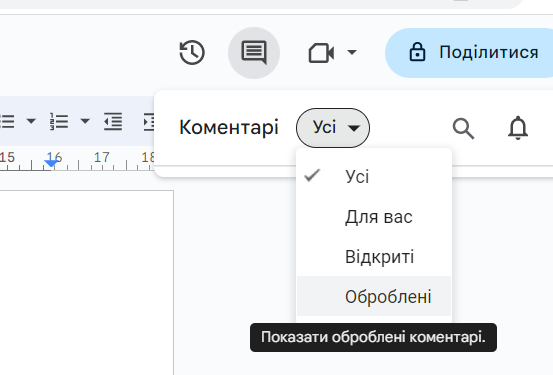 Поділитися
Коментарі Усі
15 16 17 18
Усі
Для вас
Відкриті
Оброблені
Показати оброблені коментарі.